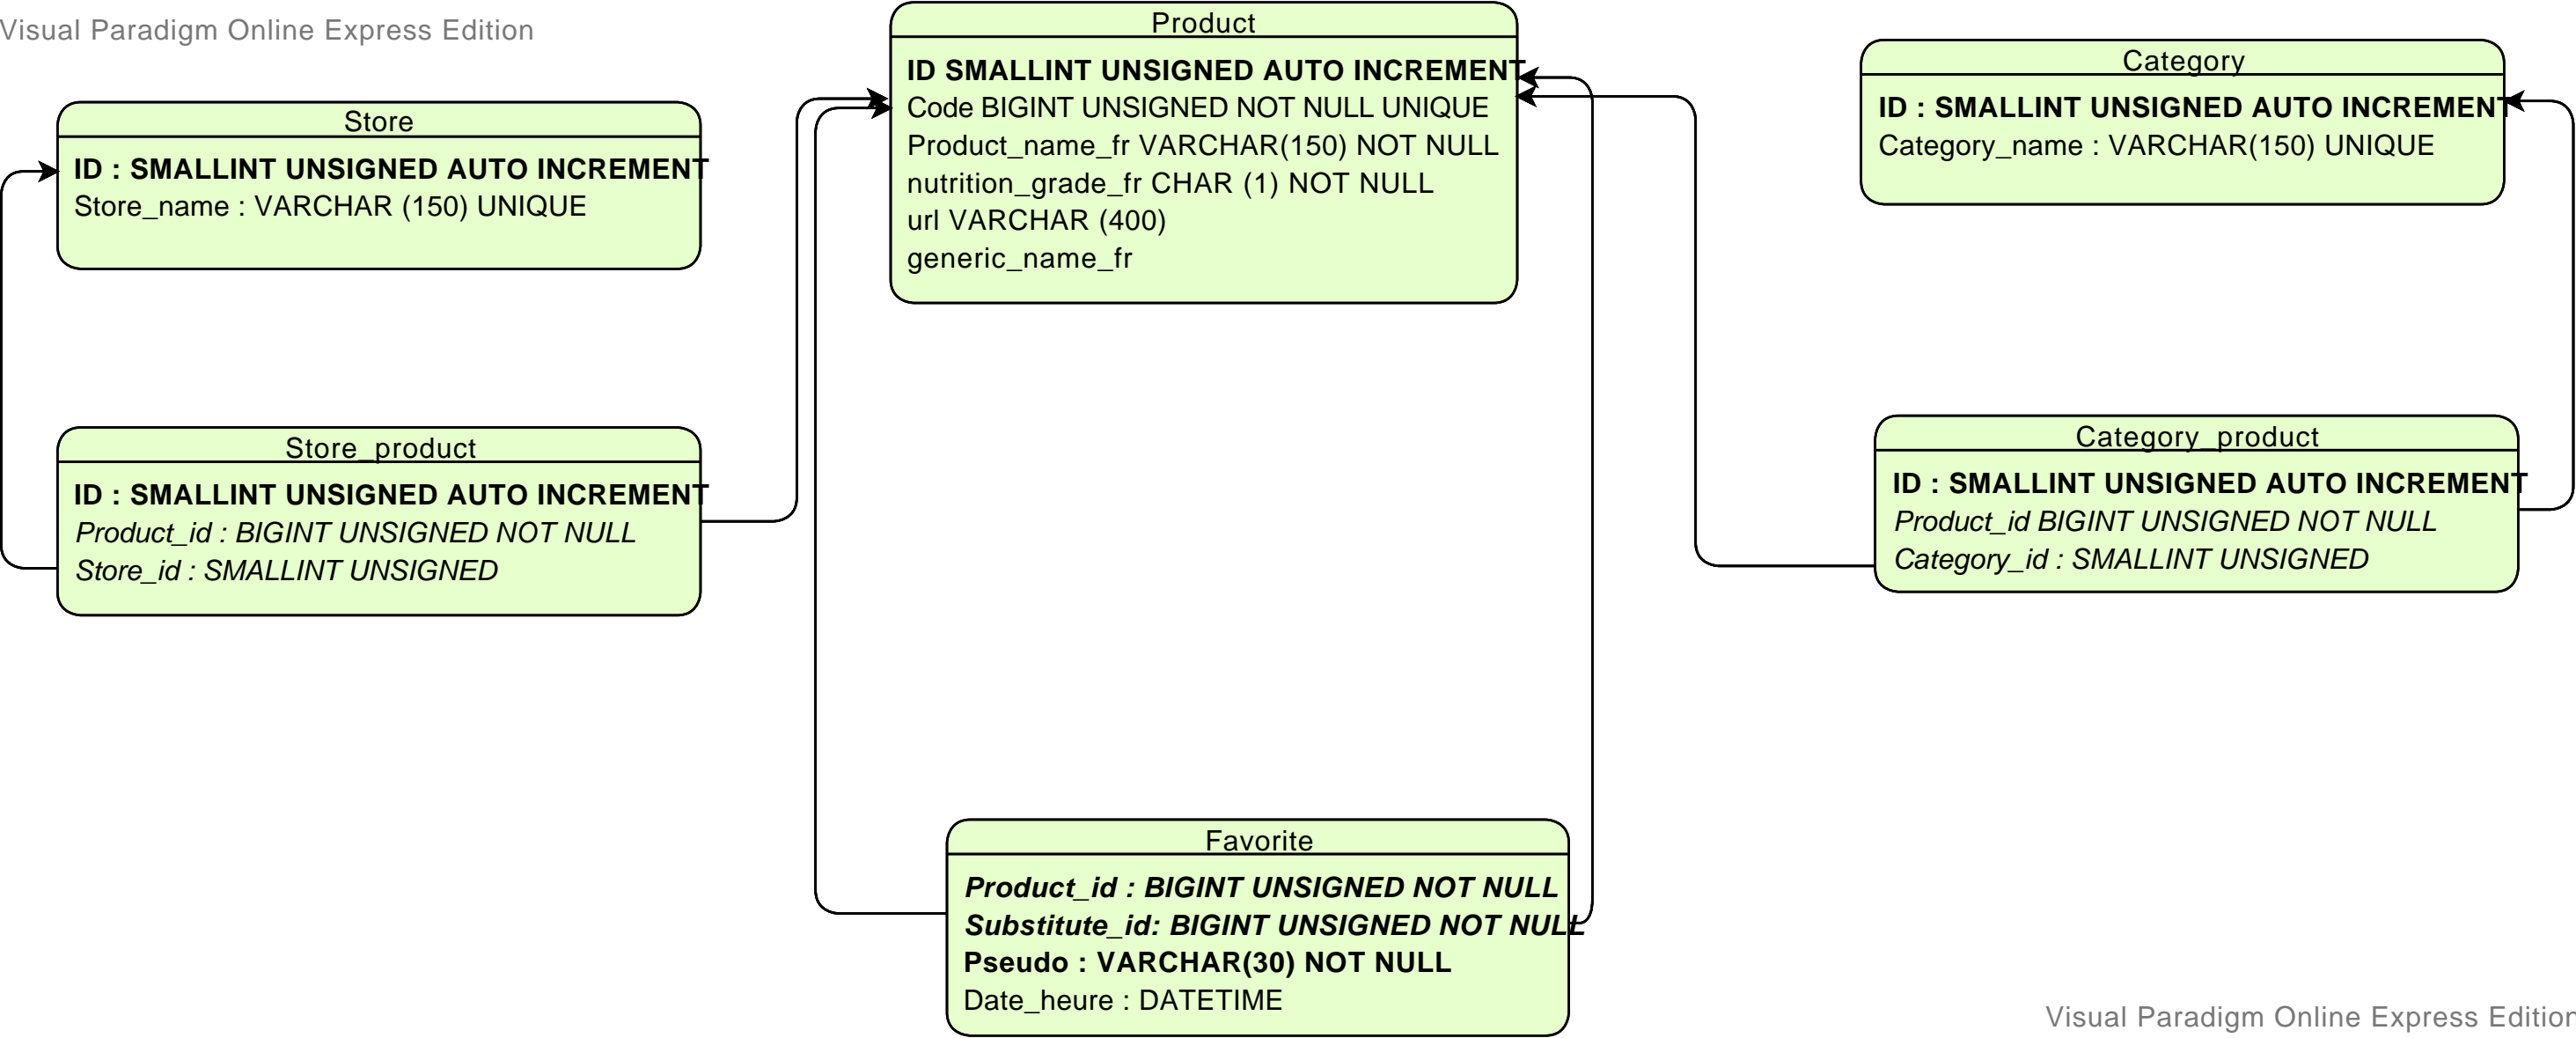 Visual Paradigm Online Express Edition
Product
ID SMALLINT UNSIGNED AUTO INCREMENT
Code BIGINT UNSIGNED NOT NULL UNIQUE
Product_name_fr VARCHAR(150) NOT NULL
nutrition_grade_fr CHAR (1) NOT NULL
url VARCHAR (400)
generic_name_fr
Category
ID : SMALLINT UNSIGNED AUTO INCREMENT
Category_name : VARCHAR(150) UNIQUE
Store
ID : SMALLINT UNSIGNED AUTO INCREMENT
Store_name : VARCHAR (150) UNIQUE
Store_product
ID : SMALLINT UNSIGNED AUTO INCREMENT
Product_id : BIGINT UNSIGNED NOT NULL
Store_id : SMALLINT UNSIGNED
Category_product
ID : SMALLINT UNSIGNED AUTO INCREMENT
Product_id BIGINT UNSIGNED NOT NULL
Category_id : SMALLINT UNSIGNED
Favorite
Product_id : BIGINT UNSIGNED NOT NULL
Substitute_id: BIGINT UNSIGNED NOT NULL
Pseudo : VARCHAR(30) NOT NULL
Date_heure : DATETIME
Visual Paradigm Online Express Edition